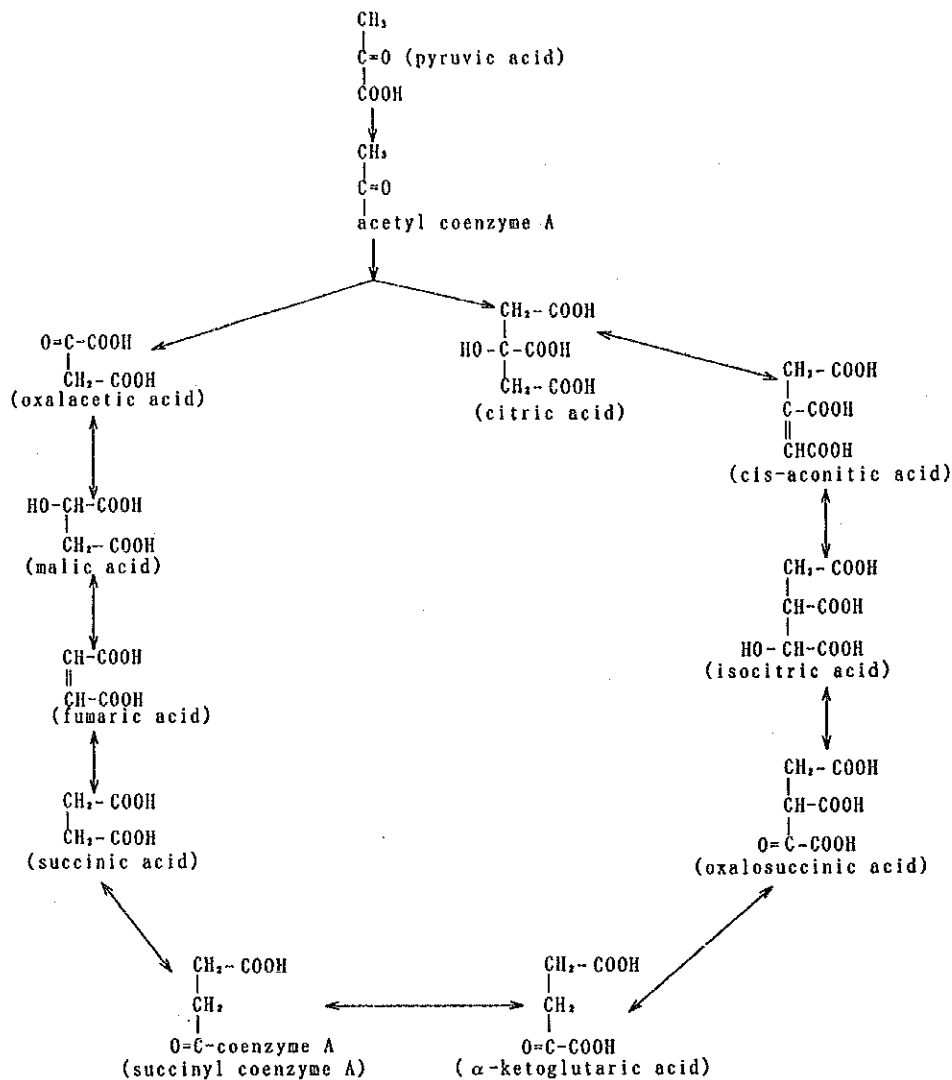 CH₃
C=O (pyruvic acid)
COOH
CH₃
C=O
acetyl coenzyme A
CH₂-COOH
HO-C-COOH
CH₂-COOH
(citric acid)
O=C-COOH
CH₂-COOH
(oxalacetic acid)
CH₂-COOH
C-COOH
CHCOOH
(cis-aconitic acid)
HO-CH-COOH
CH₂-COOH
(malic acid)
CH₂-COOH
CH-COOH
HO-CH-COOH
(isocitric acid)
CH-COOH
CH-COOH
(fumaric acid)
CH₂-COOH
CH-COOH
O=C-COOH
(oxalosuccinic acid)
CH₂-COOH
CH₂-COOH
(succinic acid)
CH₂-COOH
CH₂
O=C-coenzyme A
(succinyl coenzyme A)
CH₂-COOH
CH₂
O=C-COOH
(α-ketoglutaric acid)